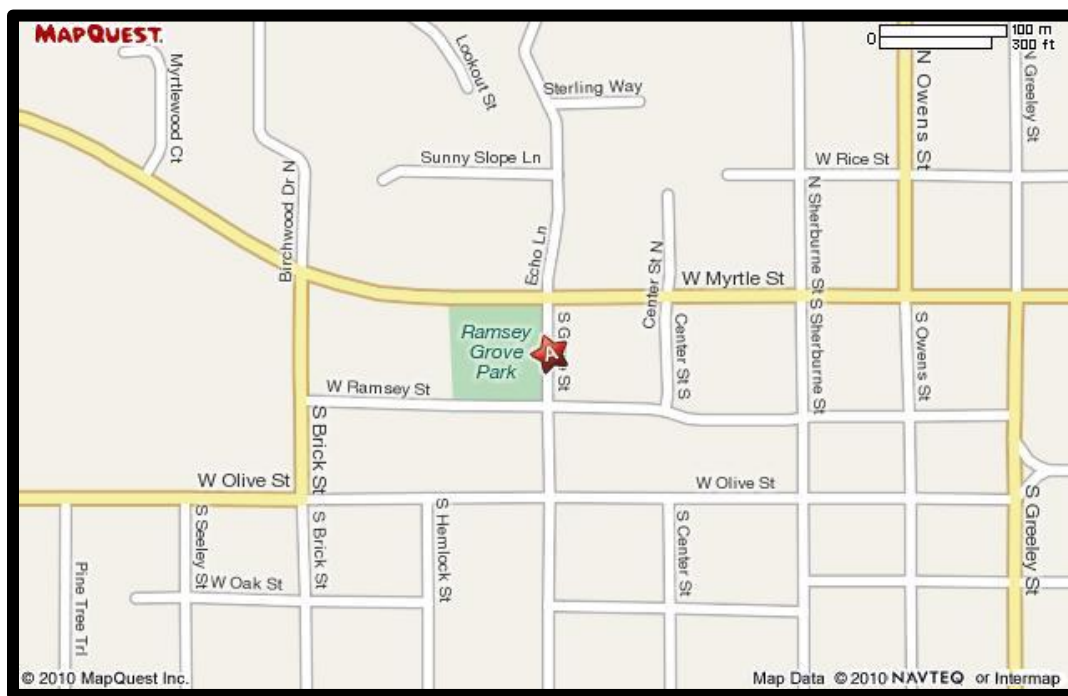 MAPQUEST.
0
100 m
300 ft
Myrtlewood Ct
Lookout St
Sterling Way
N Owens St
N Greeley St
Birchwood Dr N
Sunny Slope Ln
W Rice St
Echo Ln
Center St N
N Sherburne St
W Myrtle St
Ramsey
Grove
Park
A
S G St
Center St S
S Sherburne St
S Owens St
W Ramsey St
S Brick St
W Olive St
W Olive St
S Seeley St
S Brick St
S Hemlock St
S Center St
S Greeley St
Pine Tree Trl
W Oak St
© 2010 MapQuest Inc.
Map Data © 2010 NAVTEQ or Intermap